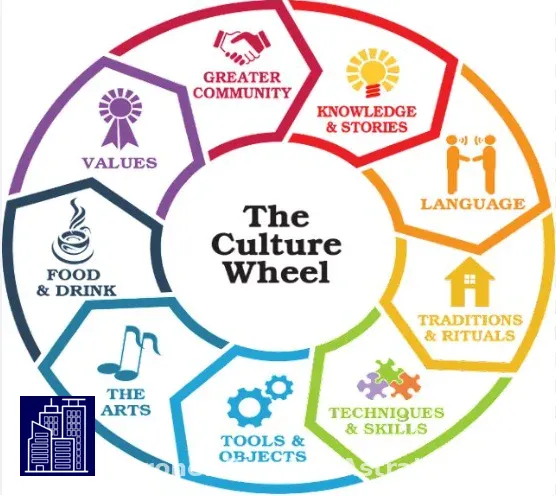 The
Culture
Wheel
GREATER
COMMUNITY
KNOWLEDGE
& STORIES
LANGUAGE
TRADITIONS
& RITUALS
TECHNIQUES
& SKILLS
TOOLS &
OBJECTS
THE
ARTS
FOOD
& DRINK
VALUES